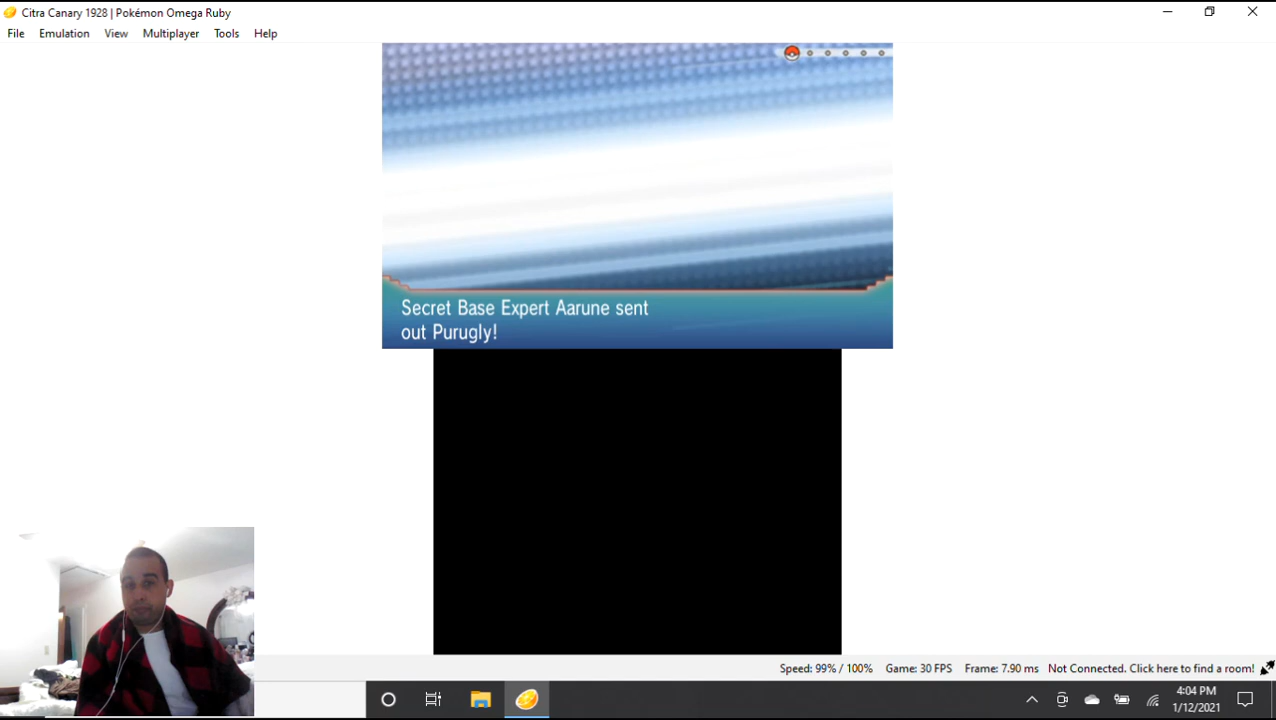 Citra Canary 1928 | Pokémon Omega Ruby
File Emulation View Multiplayer Tools Help
Secret Base Expert Aarune sent
out Purugly!
Speed: 99% / 100% Game: 30 FPS Frame: 7.90 ms Not Connected. Click here to find a room!
4:04 PM
1/12/2021